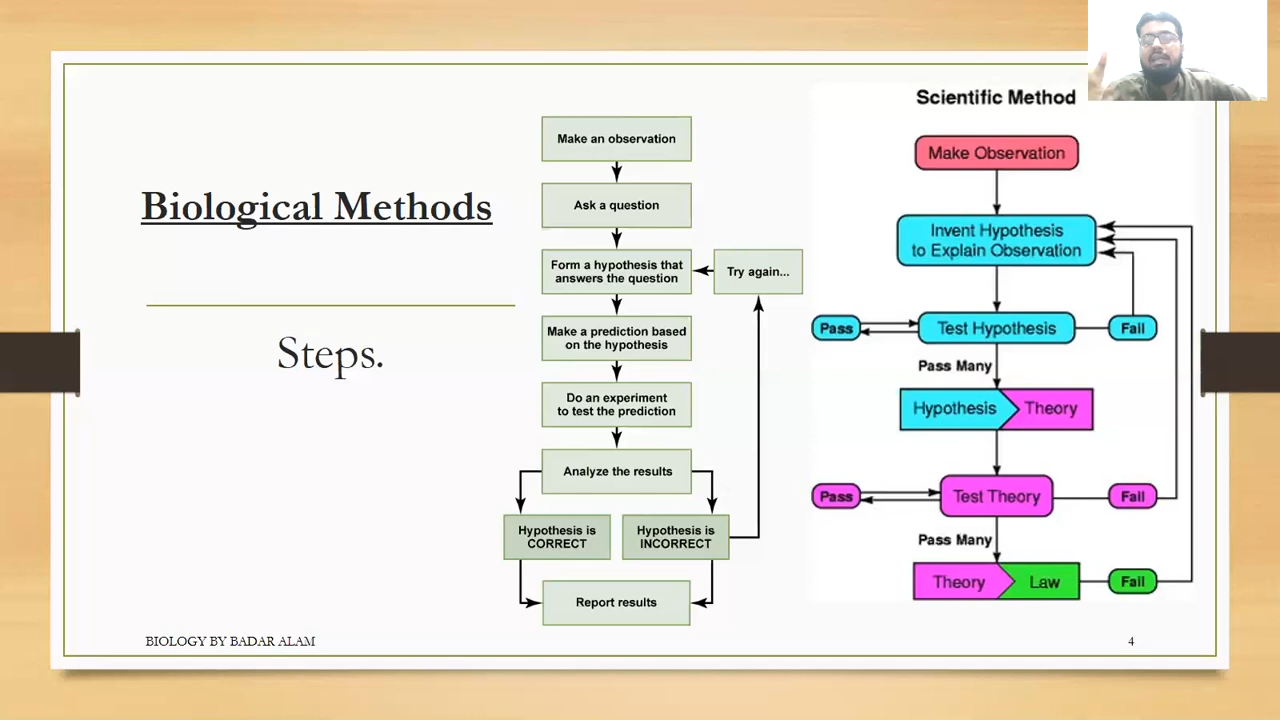 Biological Methods
Steps.
Make an observation
Ask a question
Form a hypothesis that
answers the question
Try again...
Make a prediction based
on the hypothesis
Do an experiment
to test the prediction
Analyze the results
Hypothesis is
CORRECT
Hypothesis is
INCORRECT
Report results
Scientific Method
Make Observation
Invent Hypothesis
to Explain Observation
Pass
Test Hypothesis
Fail
Pass Many
Hypothesis
Theory
Pass
Test Theory
Fail
Pass Many
Theory
Law
Fail
BIOLOGY BY BADAR ALAM
4